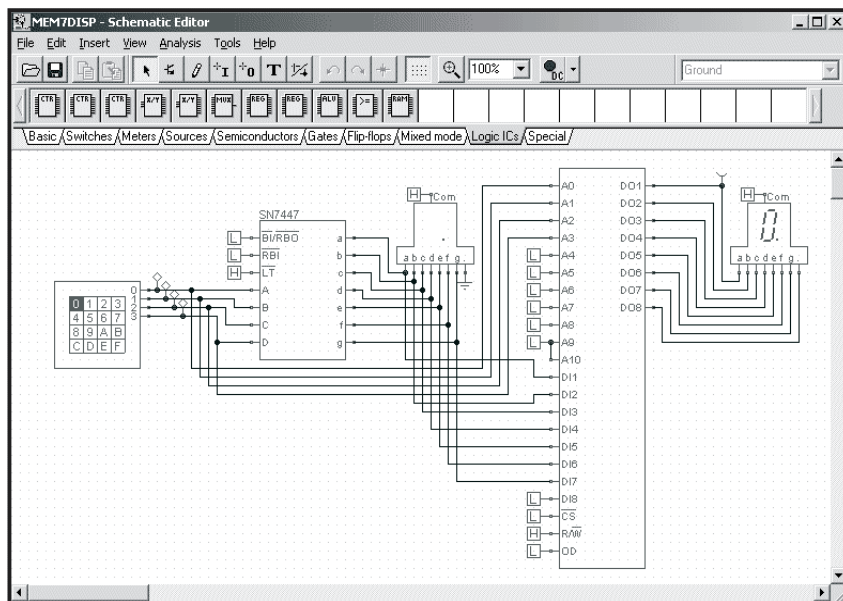 MEM7DISP - Schematic Editor
File Edit Insert View Analysis Tools Help
T 100% DC Ground
CTR CTR CTR X/Y X/Y MUX REG REG ALU >= RAM
Basic Switches Meters Sources Semiconductors Gates Flip-flops Mixed mode Logic ICs Special
SN7447
L BI/RBO a
L RBI b
H LT c
A d
B e
C f
D g
0
1
2
3
0 1 2 3
4 5 6 7
8 9 A B
C D E F
H Com
.
a b c d e f g .
A0 DO1
A1 DO2
A2 DO3
A3 DO4
L A4 DO5
L A5 DO6
L A6 DO7
L A7 DO8
L A8
L A9
A10
DI1
DI2
DI3
DI4
DI5
DI6
DI7
L DI8
L CS
H R/W
L OD
H Com
0.
a b c d e f g .